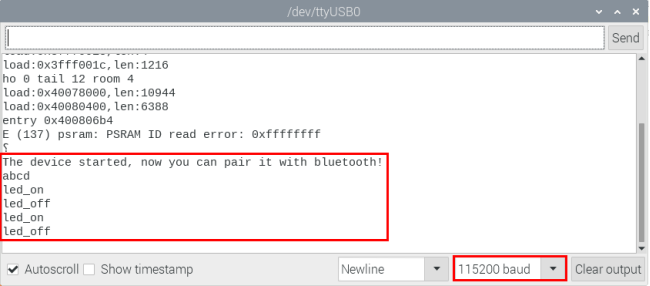 /dev/ttyUSB0
Send
load:0x3fff001c,len:1216
ho 0 tail 12 room 4
load:0x40078000,len:10944
load:0x40080400,len:6388
entry 0x400806b4
E (137) psram: PSRAM ID read error: 0xffffffff
⸮
The device started, now you can pair it with bluetooth!
abcd
led_on
led_off
led_on
led_off
Autoscroll Show timestamp Newline 115200 baud Clear output